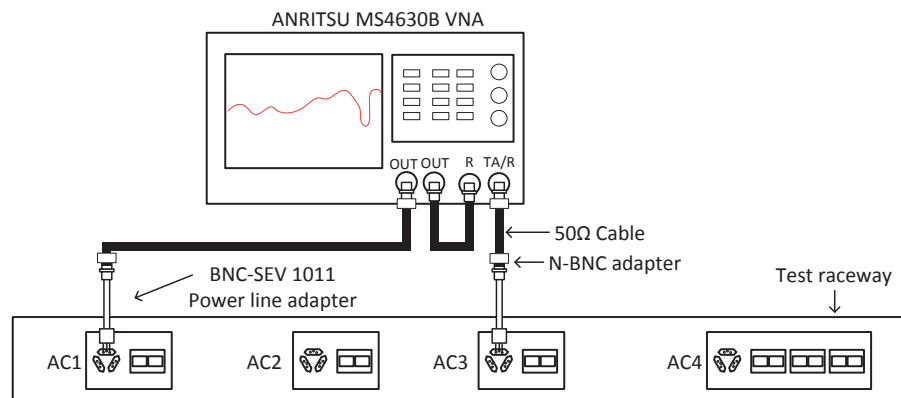 ANRITSU MS4630B VNA
OUT OUT R TA/R
50Ω Cable
N-BNC adapter
BNC-SEV 1011
Power line adapter
Test raceway
AC1
AC2
AC3
AC4